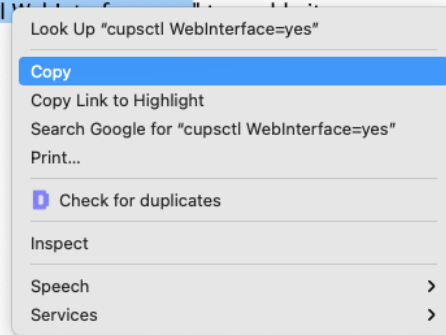 Look Up “cupsctl WebInterface=yes”
Copy
Copy Link to Highlight
Search Google for “cupsctl WebInterface=yes”
Print...
Check for duplicates
Inspect
Speech
Services